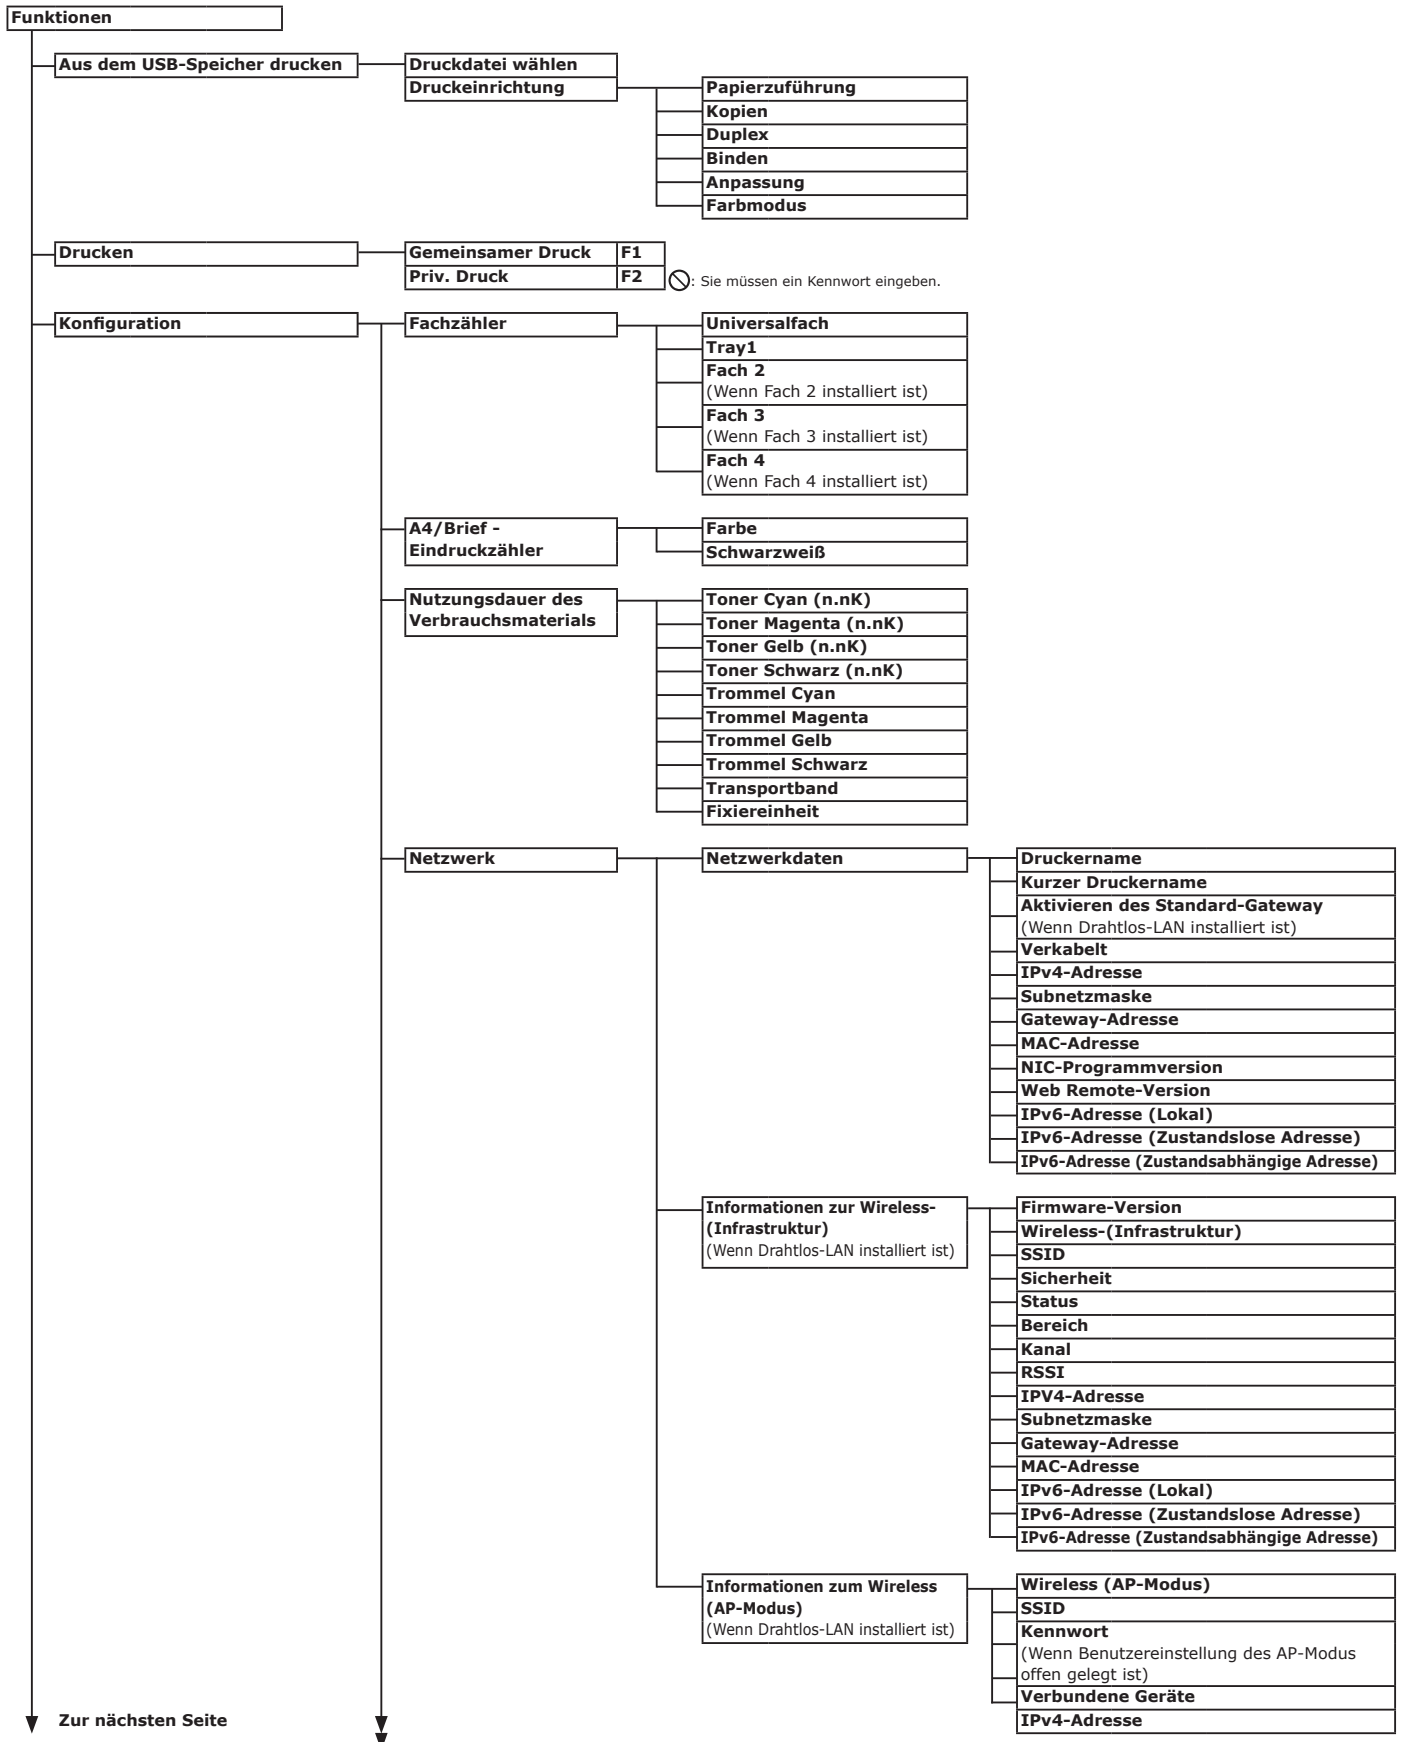 Funktionen
Aus dem USB-Speicher drucken
Druckdatei wählen
Druckeinrichtung
Papierzuführung
Kopien
Duplex
Binden
Anpassung
Farbmodus
Drucken
Gemeinsamer Druck F1
Priv. Druck F2
: Sie müssen ein Kennwort eingeben.
Konfiguration
Fachzähler
Universalfach
Tray1
Fach 2
(Wenn Fach 2 installiert ist)
Fach 3
(Wenn Fach 3 installiert ist)
Fach 4
(Wenn Fach 4 installiert ist)
A4/Brief -
Eindruckzähler
Farbe
Schwarzweiß
Nutzungsdauer des
Verbrauchsmaterials
Toner Cyan (n.nK)
Toner Magenta (n.nK)
Toner Gelb (n.nK)
Toner Schwarz (n.nK)
Trommel Cyan
Trommel Magenta
Trommel Gelb
Trommel Schwarz
Transportband
Fixiereinheit
Netzwerk
Netzwerkdaten
Druckername
Kurzer Druckername
Aktivieren des Standard-Gateway
(Wenn Drahtlos-LAN installiert ist)
Verkabelt
IPv4-Adresse
Subnetzmaske
Gateway-Adresse
MAC-Adresse
NIC-Programmversion
Web Remote-Version
IPv6-Adresse (Lokal)
IPv6-Adresse (Zustandslose Adresse)
IPv6-Adresse (Zustandsabhängige Adresse)
Informationen zur Wireless-
(Infrastruktur)
(Wenn Drahtlos-LAN installiert ist)
Firmware-Version
Wireless-(Infrastruktur)
SSID
Sicherheit
Status
Bereich
Kanal
RSSI
IPV4-Adresse
Subnetzmaske
Gateway-Adresse
MAC-Adresse
IPv6-Adresse (Lokal)
IPv6-Adresse (Zustandslose Adresse)
IPv6-Adresse (Zustandsabhängige Adresse)
Informationen zum Wireless
(AP-Modus)
(Wenn Drahtlos-LAN installiert ist)
Wireless (AP-Modus)
SSID
Kennwort
(Wenn Benutzereinstellung des AP-Modus
offen gelegt ist)
Verbundene Geräte
IPv4-Adresse
Zur nächsten Seite